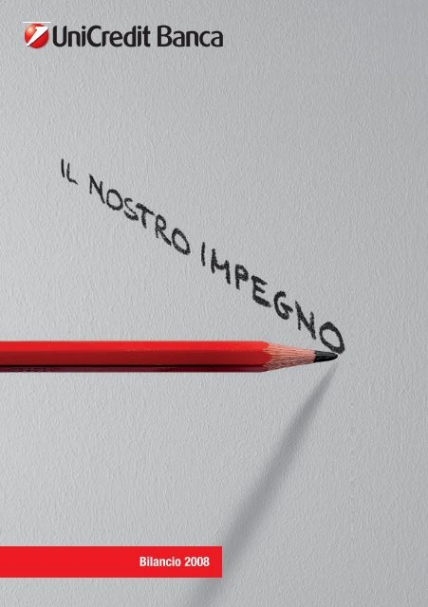 UniCredit Banca
IL NOSTRO IMPEGNO
Bilancio 2008